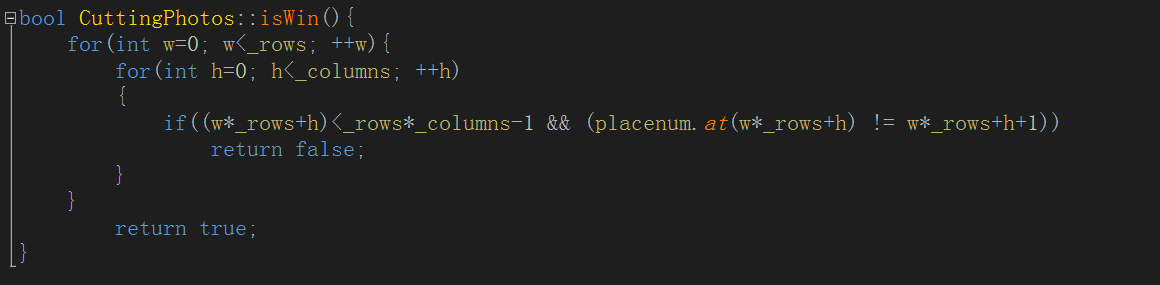 bool CuttingPhotos::isWin(){
for(int w=0; w<_rows; ++w){
for(int h=0; h<_columns; ++h)
{
if((w*_rows+h)<_rows*_columns-1 && (placenum.at(w*_rows+h) != w*_rows+h+1))
return false;
}
}
return true;
}